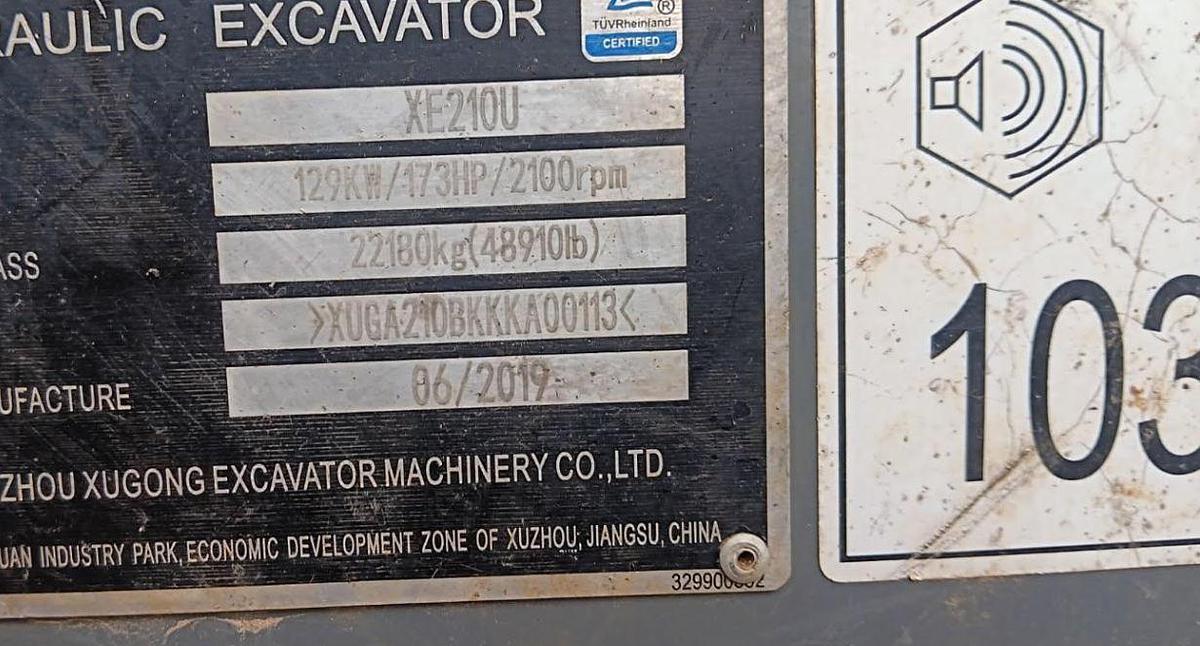 RAULIC EXCAVATOR
TÜVRheinland ®
CERTIFIED
XE210U
129KW/173HP/2100rpm
ASS 22180kg(48910lb)
>XUGA210BKKKA00113<
UFACTURE 06/2019
ZHOU XUGONG EXCAVATOR MACHINERY CO.,LTD.
UAN INDUSTRY PARK, ECONOMIC DEVELOPMENT ZONE OF XUZHOU, JIANGSU, CHINA
103